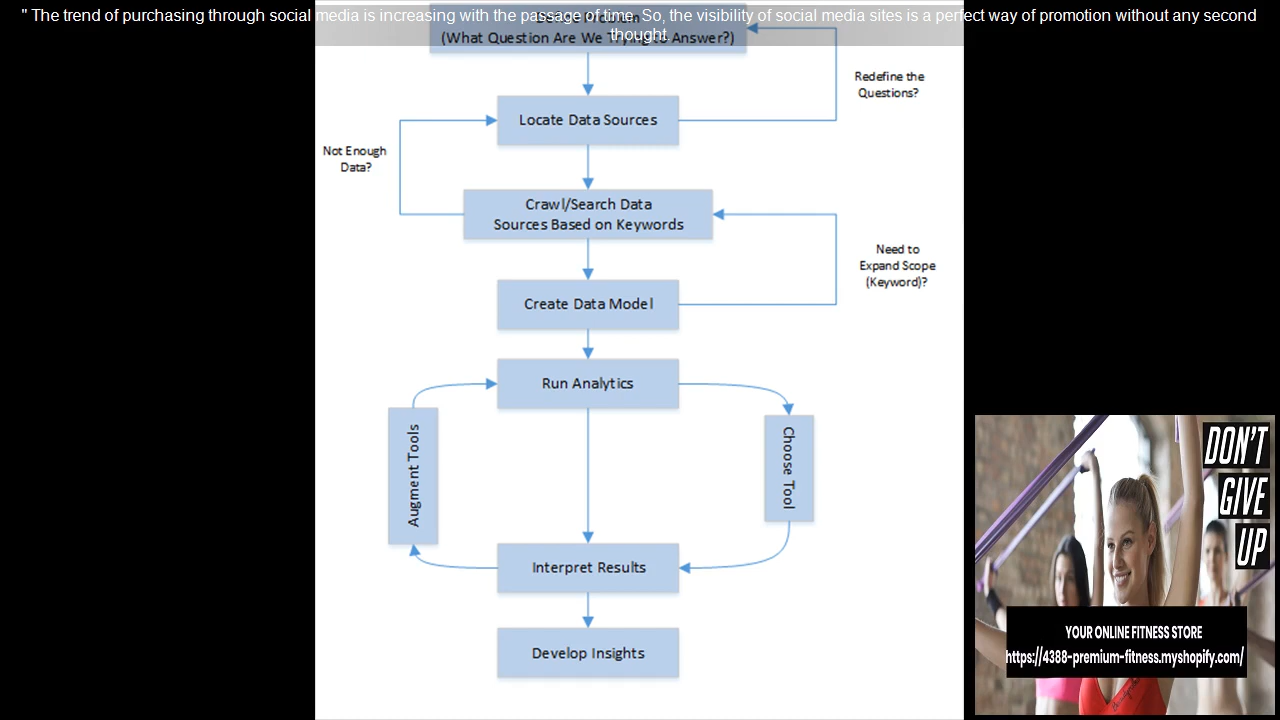 " The trend of purchasing through social media is increasing with the passage of time. So, the visibility of social media sites is a perfect way of promotion without any second
thought.
(What Question Are We Trying to Answer?)
Redefine the
Questions?
Locate Data Sources
Not Enough
Data?
Crawl/Search Data
Sources Based on Keywords
Need to
Expand Scope
(Keyword)?
Create Data Model
Run Analytics
Augment Tools
Choose Tool
Interpret Results
Develop Insights
DON'T
GIVE
UP
YOUR ONLINE FITNESS STORE
https://4388-premium-fitness.myshopify.com/